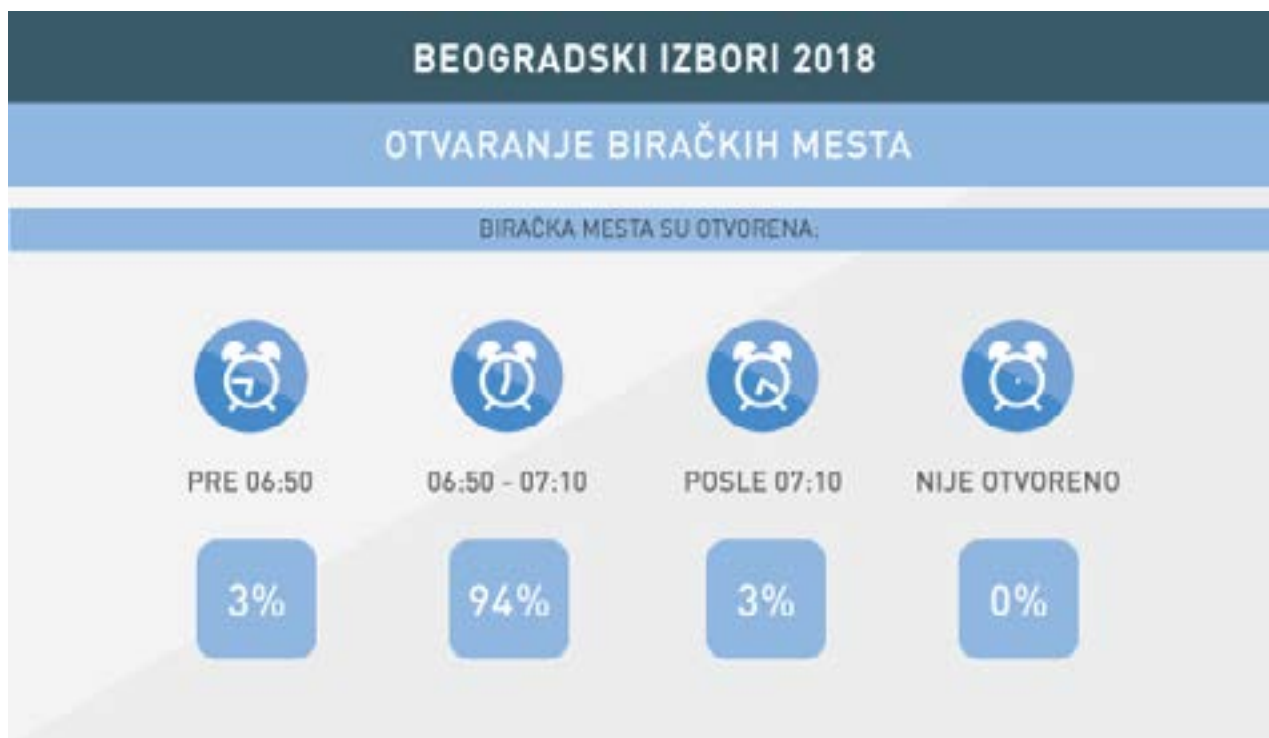 BEOGRADSKI IZBORI 2018
OTVARANJE BIRAČKIH MESTA
BIRAČKA MESTA SU OTVORENA:
PRE 06:50
06:50 - 07:10
POSLE 07:10
NIJE OTVORENO
3%
94%
3%
0%